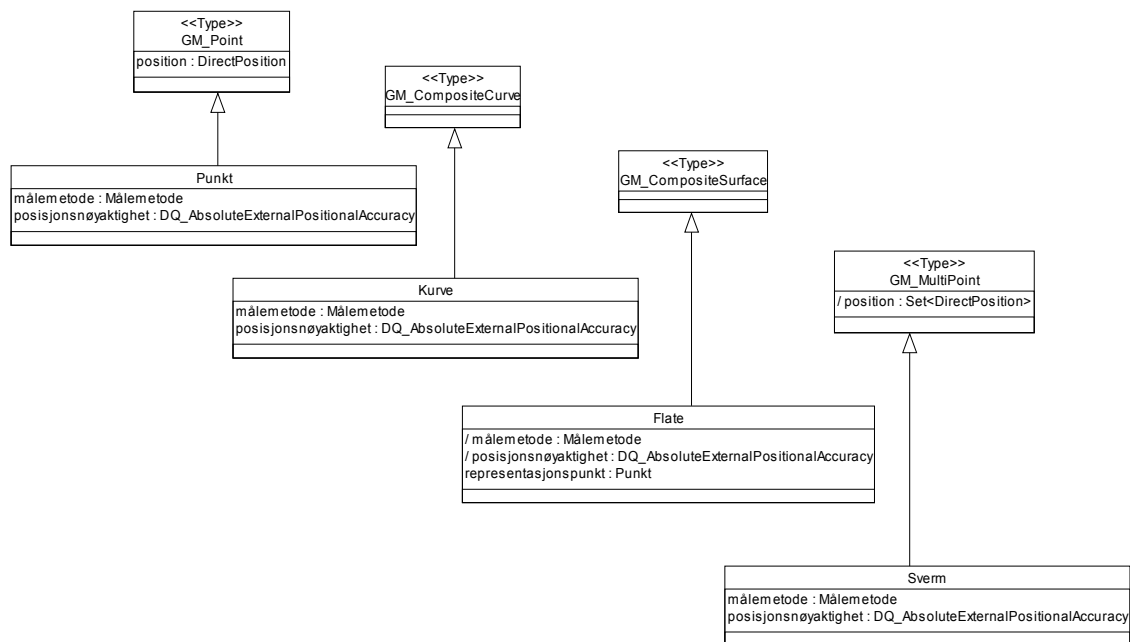 <<Type>>
GM_Point
position : DirectPosition
<<Type>>
GM_CompositeCurve
Punkt
målemetode : Målemetode
posisjonsnøyaktighet : DQ_AbsoluteExternalPositionalAccuracy
<<Type>>
GM_CompositeSurface
Kurve
målemetode : Målemetode
posisjonsnøyaktighet : DQ_AbsoluteExternalPositionalAccuracy
<<Type>>
GM_MultiPoint
/ position : Set<DirectPosition>
Flate
/ målemetode : Målemetode
/ posisjonsnøyaktighet : DQ_AbsoluteExternalPositionalAccuracy
representasjonspunkt : Punkt
Sverm
målemetode : Målemetode
posisjonsnøyaktighet : DQ_AbsoluteExternalPositionalAccuracy